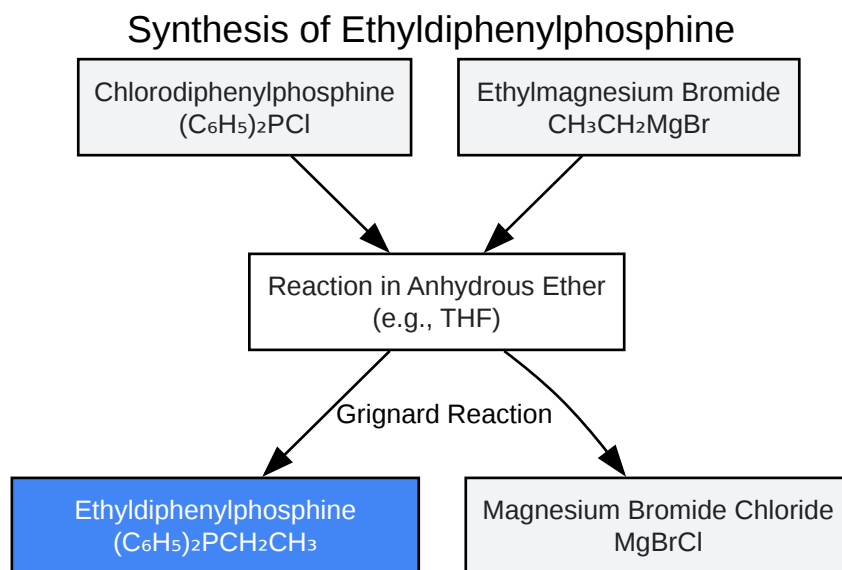 Synthesis of Ethyldiphenylphosphine
Chlorodiphenylphosphine
(C₆H₅)₂PCl
Ethylmagnesium Bromide
CH₃CH₂MgBr
Reaction in Anhydrous Ether
(e.g., THF)
Grignard Reaction
Ethyldiphenylphosphine
(C₆H₅)₂PCH₂CH₃
Magnesium Bromide Chloride
MgBrCl